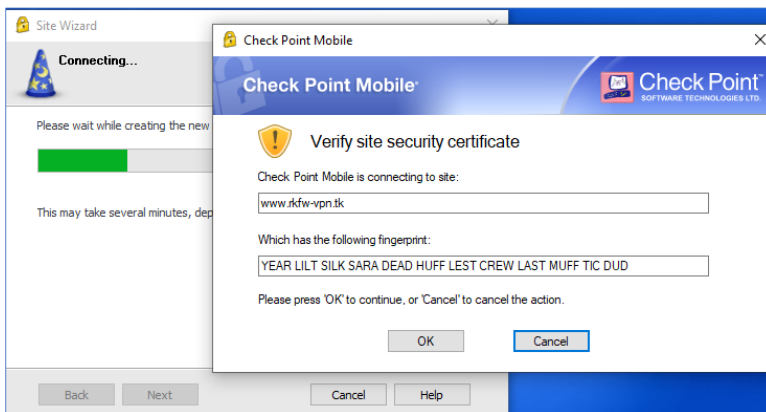 Site Wizard
Connecting...
Please wait while creating the new
This may take several minutes, dep
Back
Next
Cancel
Help
Check Point Mobile
Check Point Mobile
Check Point
SOFTWARE TECHNOLOGIES LTD.
Verify site security certificate
Check Point Mobile is connecting to site:
www.rkfw-vpn.tk
Which has the following fingerprint:
YEAR LILT SILK SARA DEAD HUFF LEST CREW LAST MUFF TIC DUD
Please press 'OK' to continue, or 'Cancel' to cancel the action.
OK
Cancel